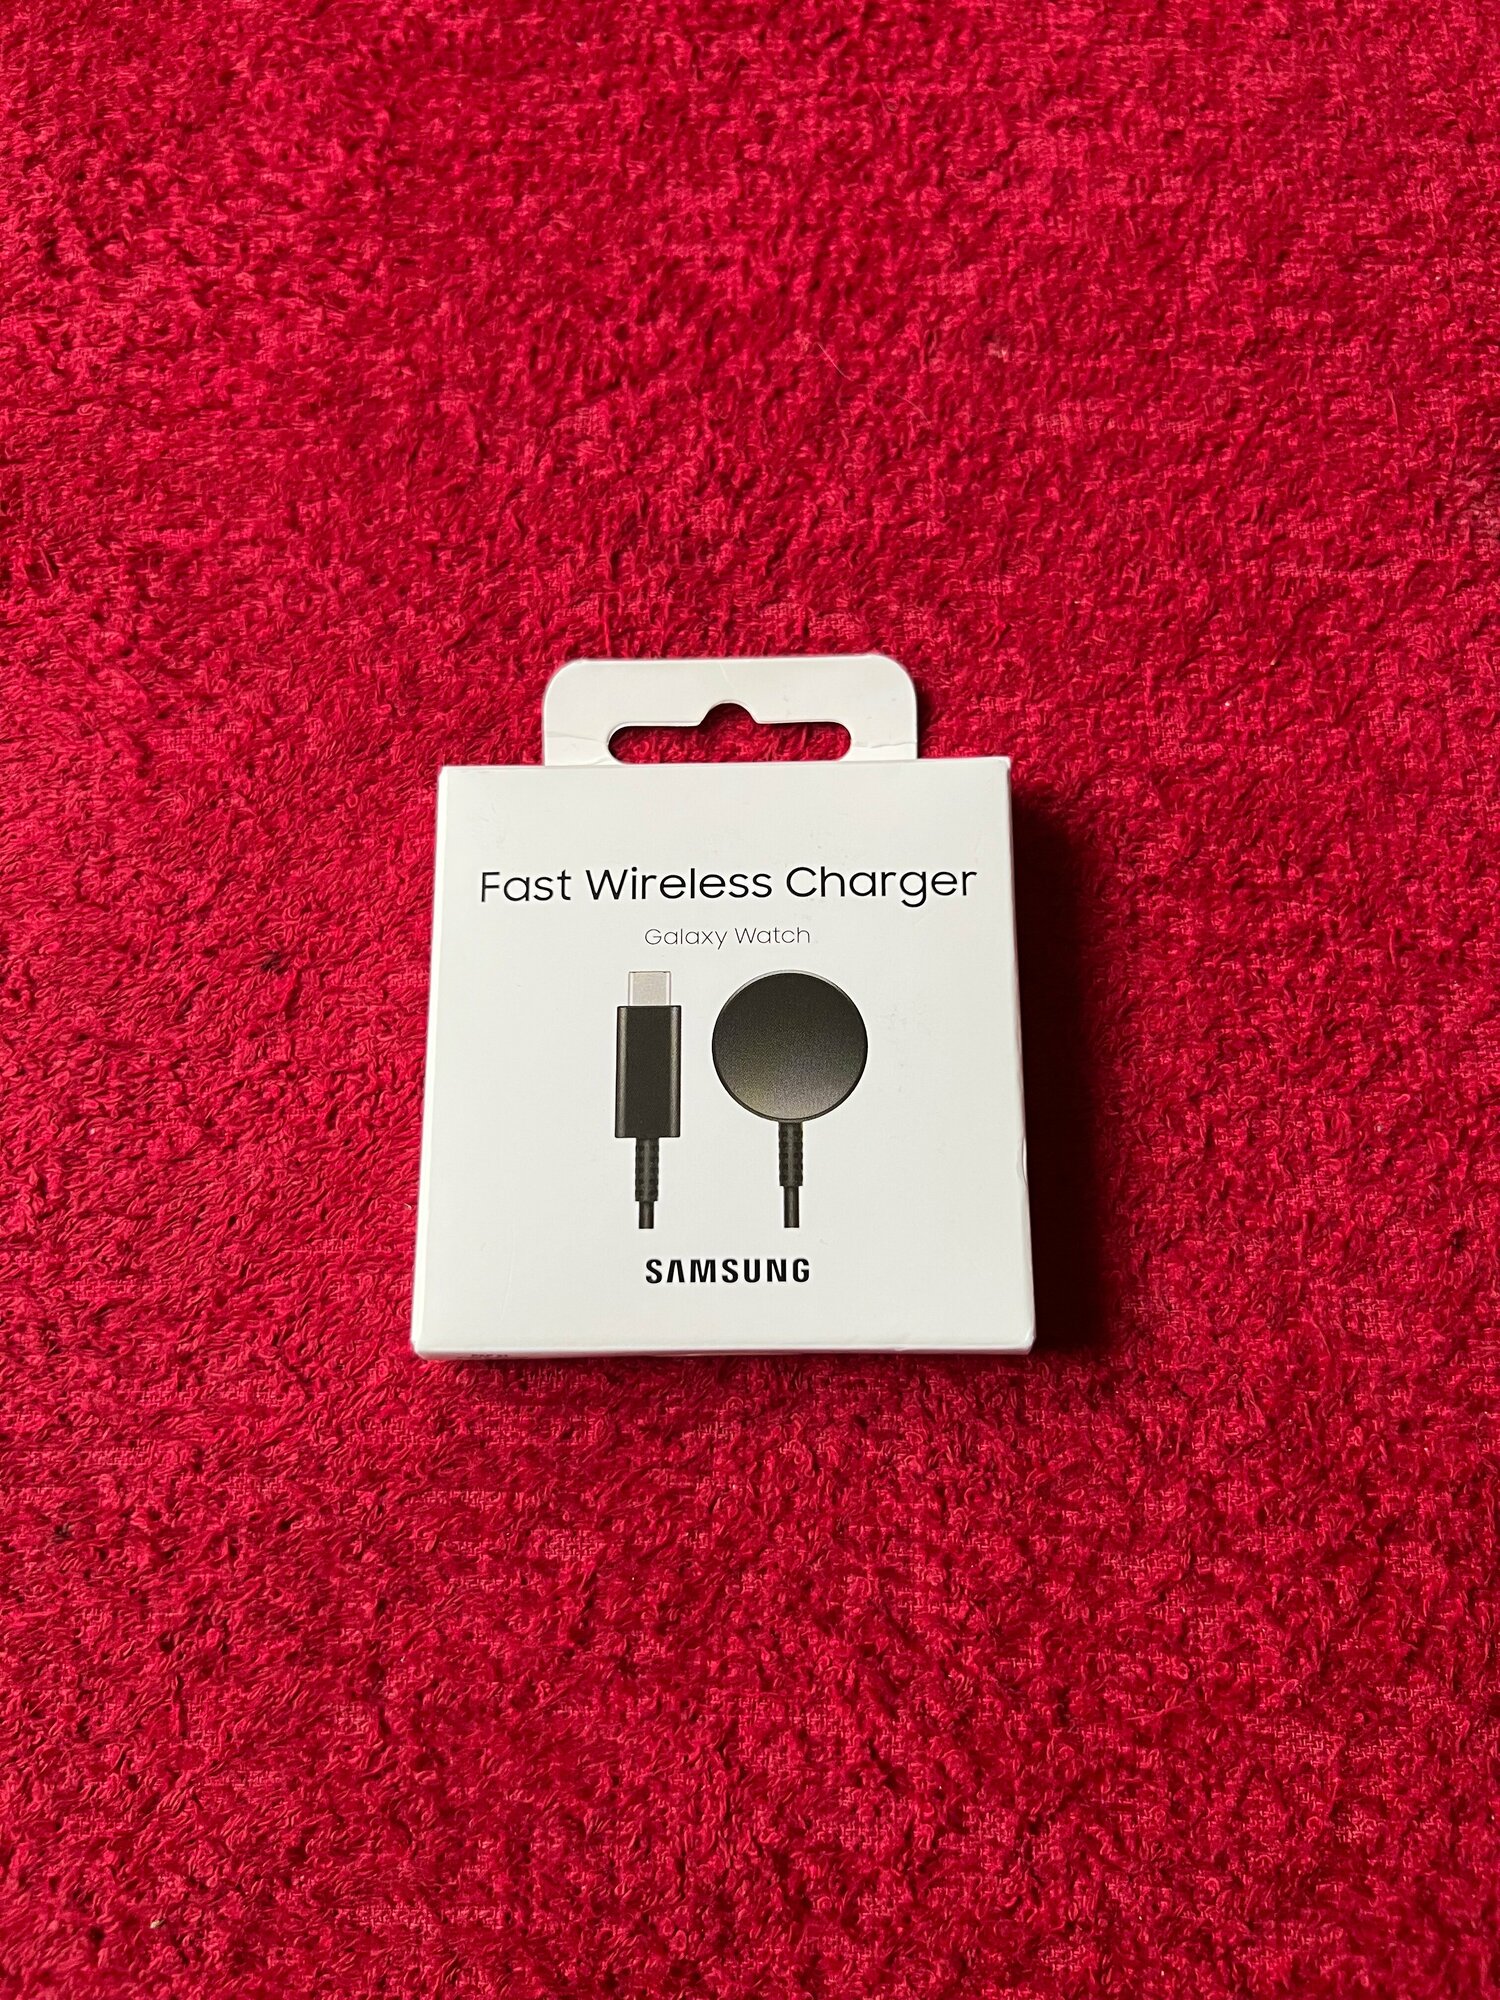 Fast Wireless Charger
Galaxy Watch
SAMSUNG